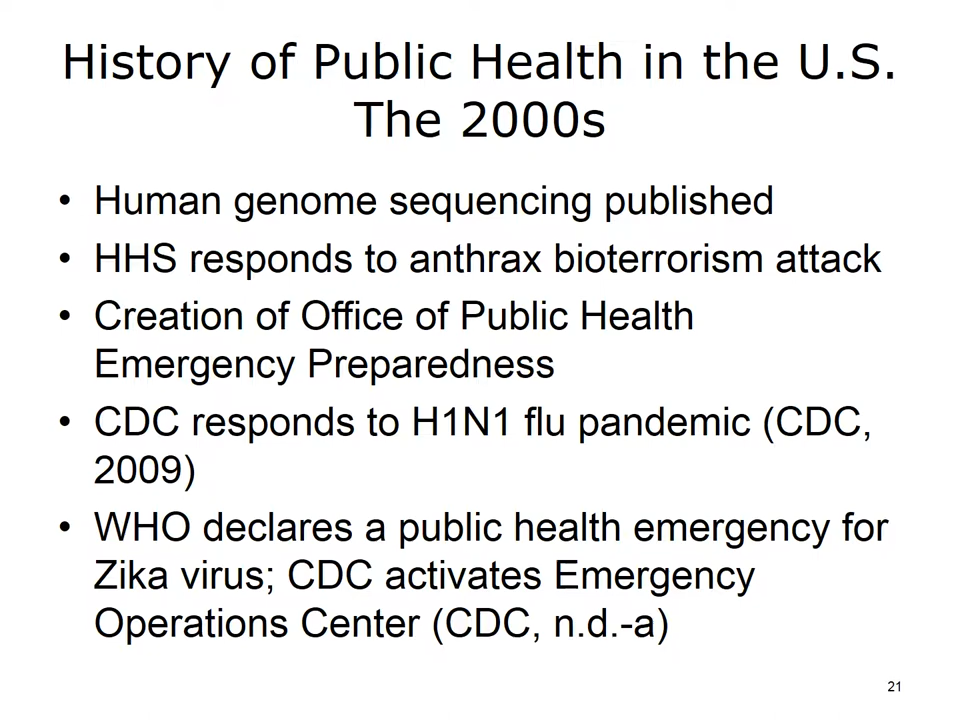 History of Public Health in the U.S.
The 2000s
• Human genome sequencing published
• HHS responds to anthrax bioterrorism attack
• Creation of Office of Public Health
Emergency Preparedness
• CDC responds to H1N1 flu pandemic (CDC,
2009)
• WHO declares a public health emergency for
Zika virus; CDC activates Emergency
Operations Center (CDC, n.d.-a)
21